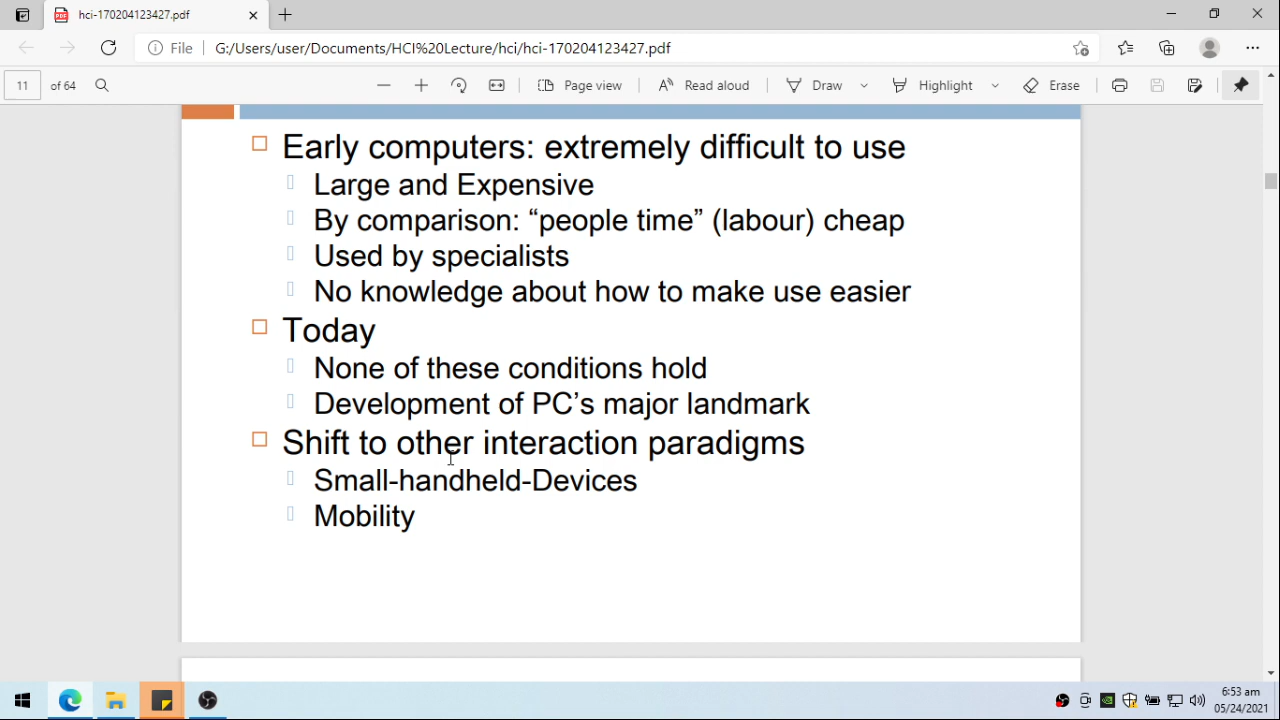 hci-170204123427.pdf
File G:/Users/user/Documents/HCI%20Lecture/hci/hci-170204123427.pdf
11 of 64 Page view Read aloud Draw Highlight Erase
Early computers: extremely difficult to use
Large and Expensive
By comparison: “people time” (labour) cheap
Used by specialists
No knowledge about how to make use easier
Today
None of these conditions hold
Development of PC’s major landmark
Shift to other interaction paradigms
Small-handheld-Devices
Mobility
6:53 am
05/24/2021